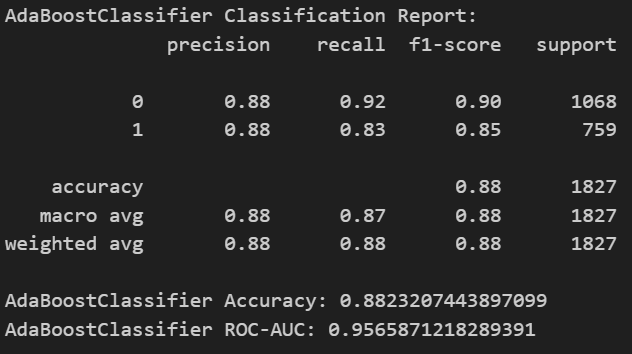 AdaBoostClassifier Classification Report:
precision recall f1-score support
0 0.88 0.92 0.90 1068
1 0.88 0.83 0.85 759
accuracy 0.88 1827
macro avg 0.88 0.87 0.88 1827
weighted avg 0.88 0.88 0.88 1827
AdaBoostClassifier Accuracy: 0.8823207443897099
AdaBoostClassifier ROC-AUC: 0.9565871218289391